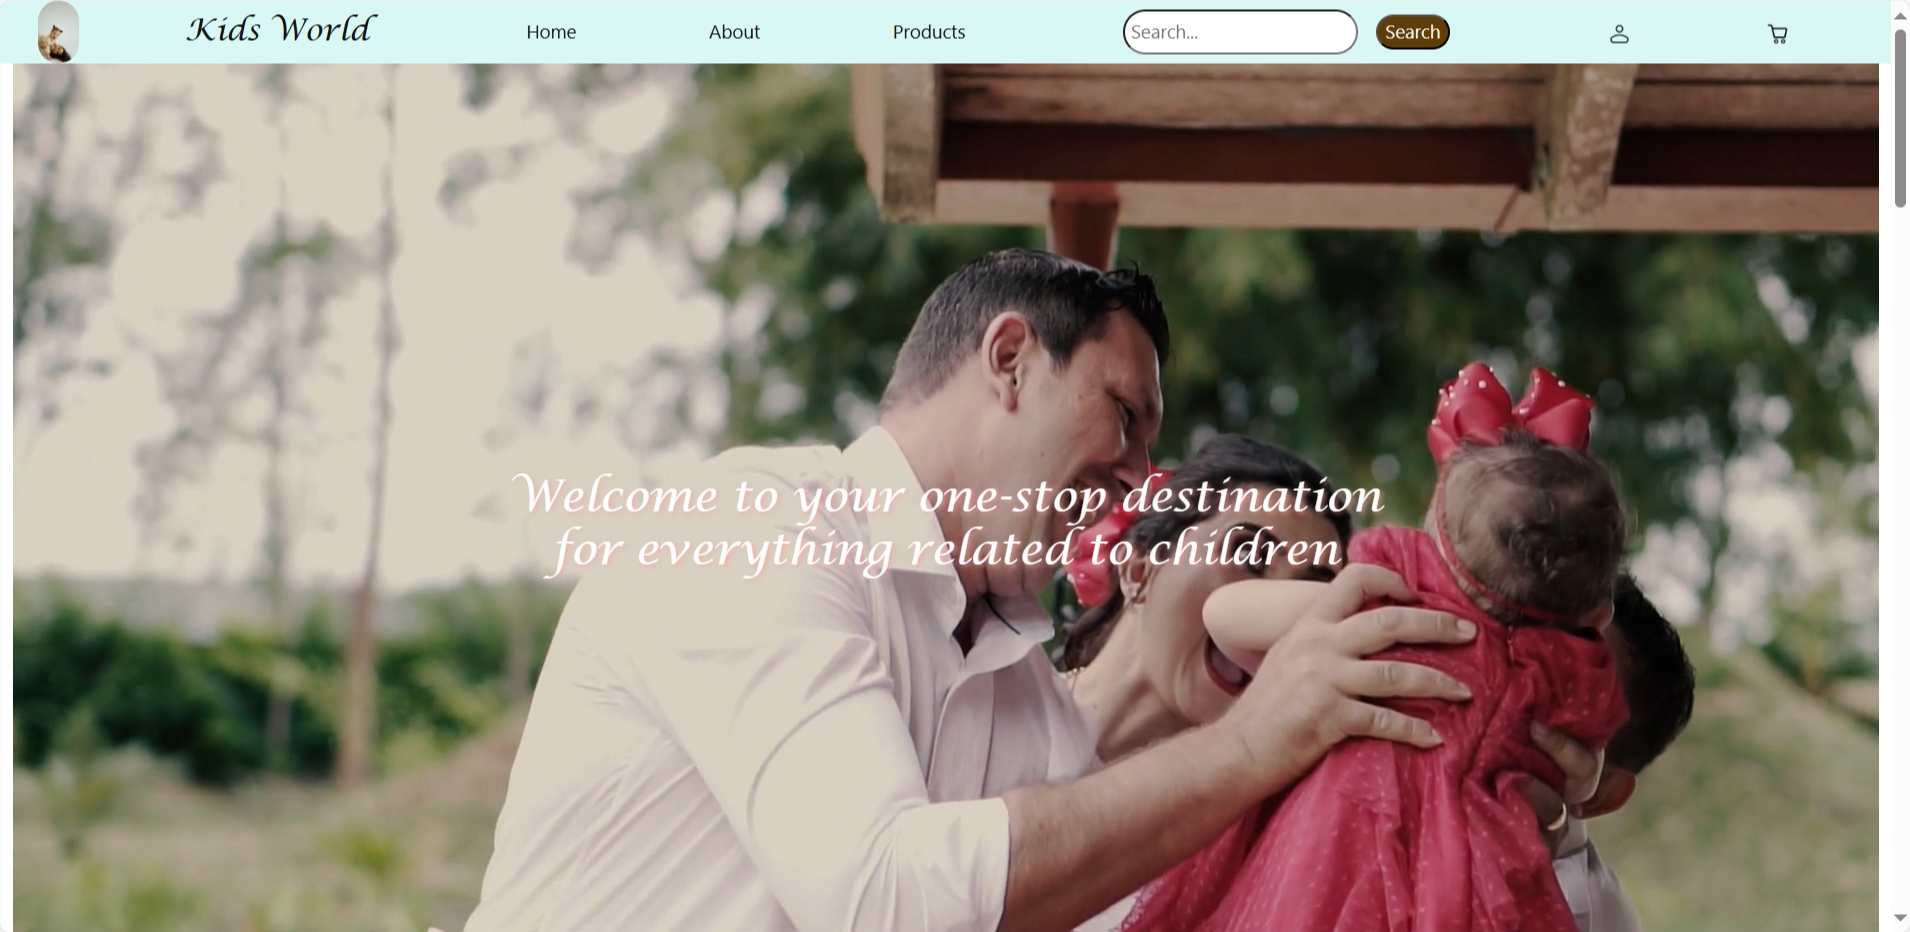 Kids World
Home
About
Products
Search...
Search
Welcome to your one-stop destination
for everything related to children